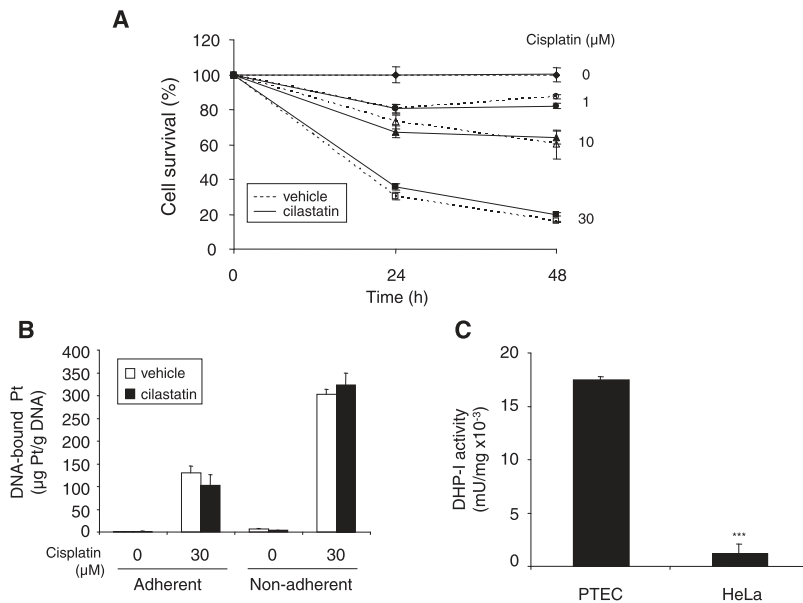 A
Cisplatin (μM)
Cell survival (%)
120
100
80
60
40
20
0
0
1
10
30
vehicle
cilastatin
0
24
48
Time (h)
B
DNA-bound Pt
(μg Pt/g DNA)
400
350
300
250
200
150
100
50
0
vehicle
cilastatin
Cisplatin
(μM)
0
30
0
30
Adherent
Non-adherent
C
DHP-I activity
(mU/mg x10-3)
20
15
10
5
0
***
PTEC
HeLa